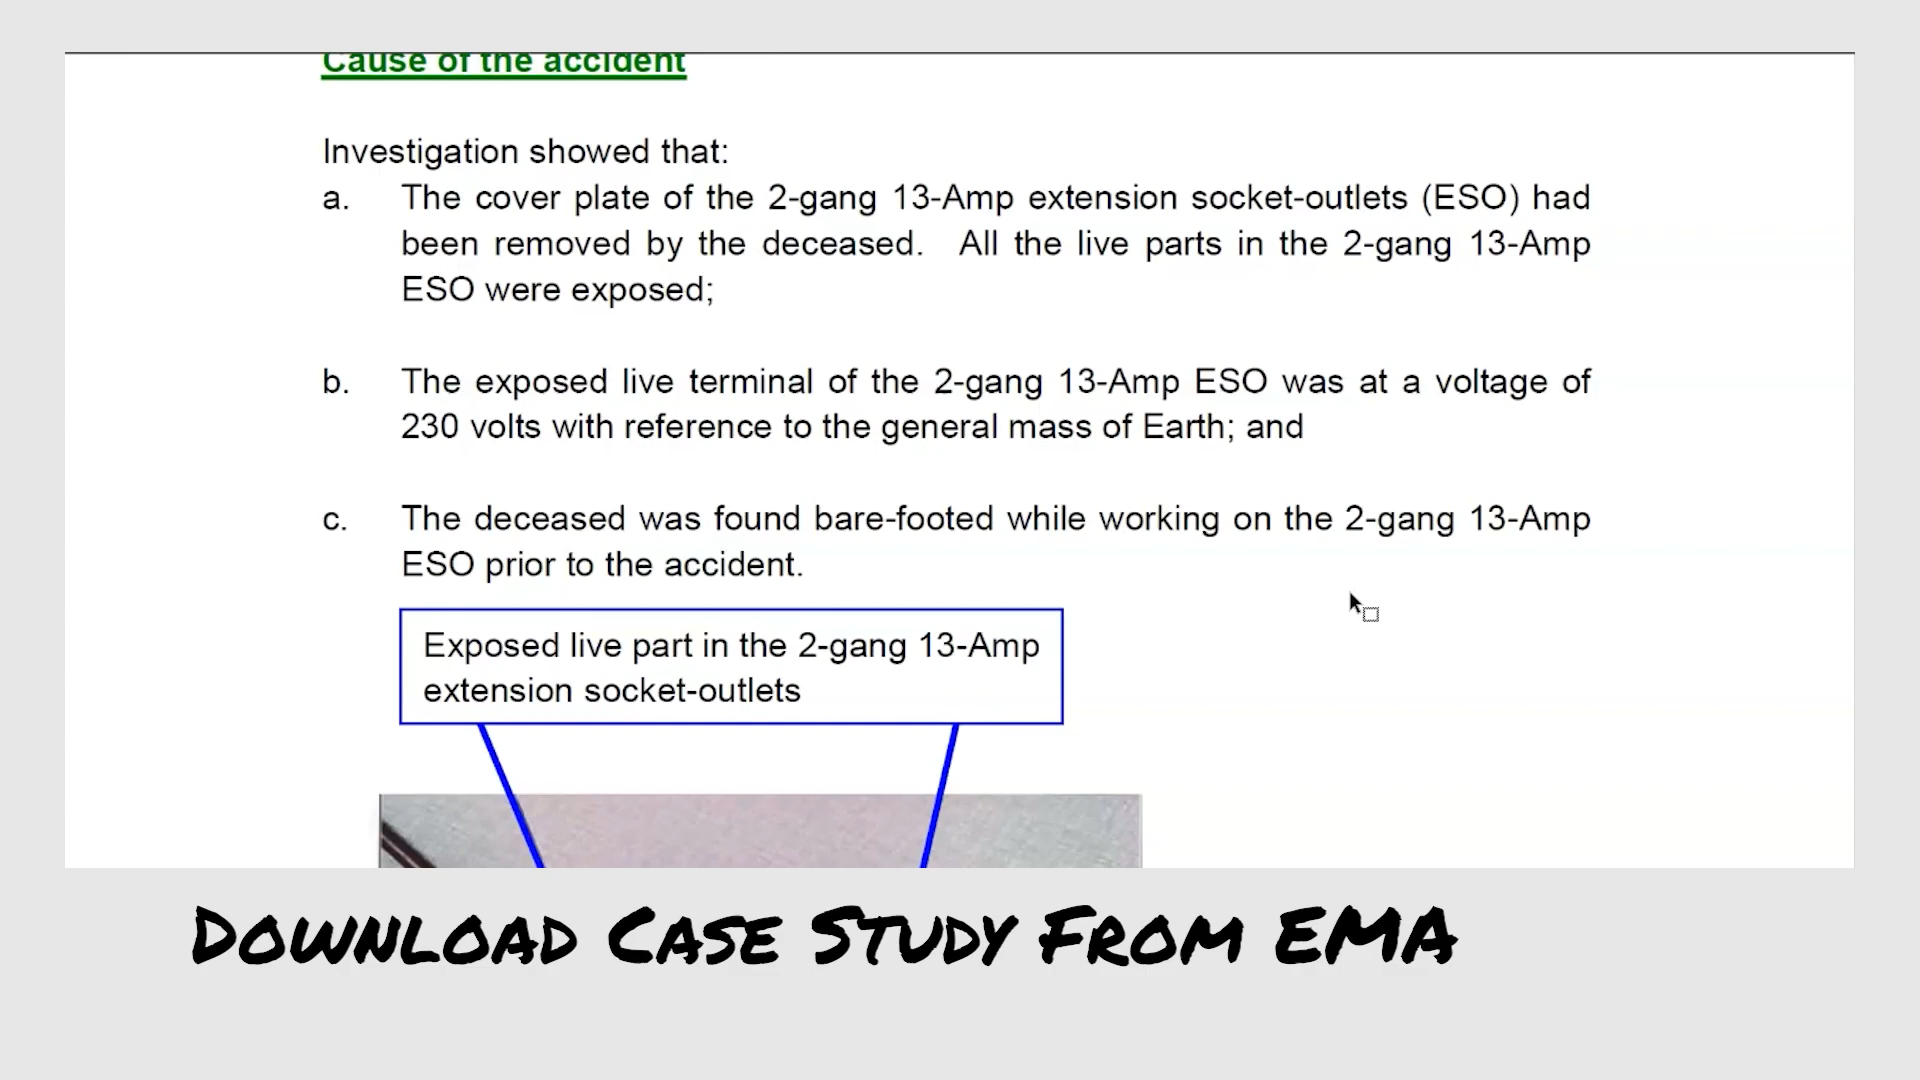 Cause of the accident
Investigation showed that:
a. The cover plate of the 2-gang 13-Amp extension socket-outlets (ESO) had
been removed by the deceased. All the live parts in the 2-gang 13-Amp
ESO were exposed;
b. The exposed live terminal of the 2-gang 13-Amp ESO was at a voltage of
230 volts with reference to the general mass of Earth; and
c. The deceased was found bare-footed while working on the 2-gang 13-Amp
ESO prior to the accident.
Exposed live part in the 2-gang 13-Amp
extension socket-outlets
Download Case Study From EMA